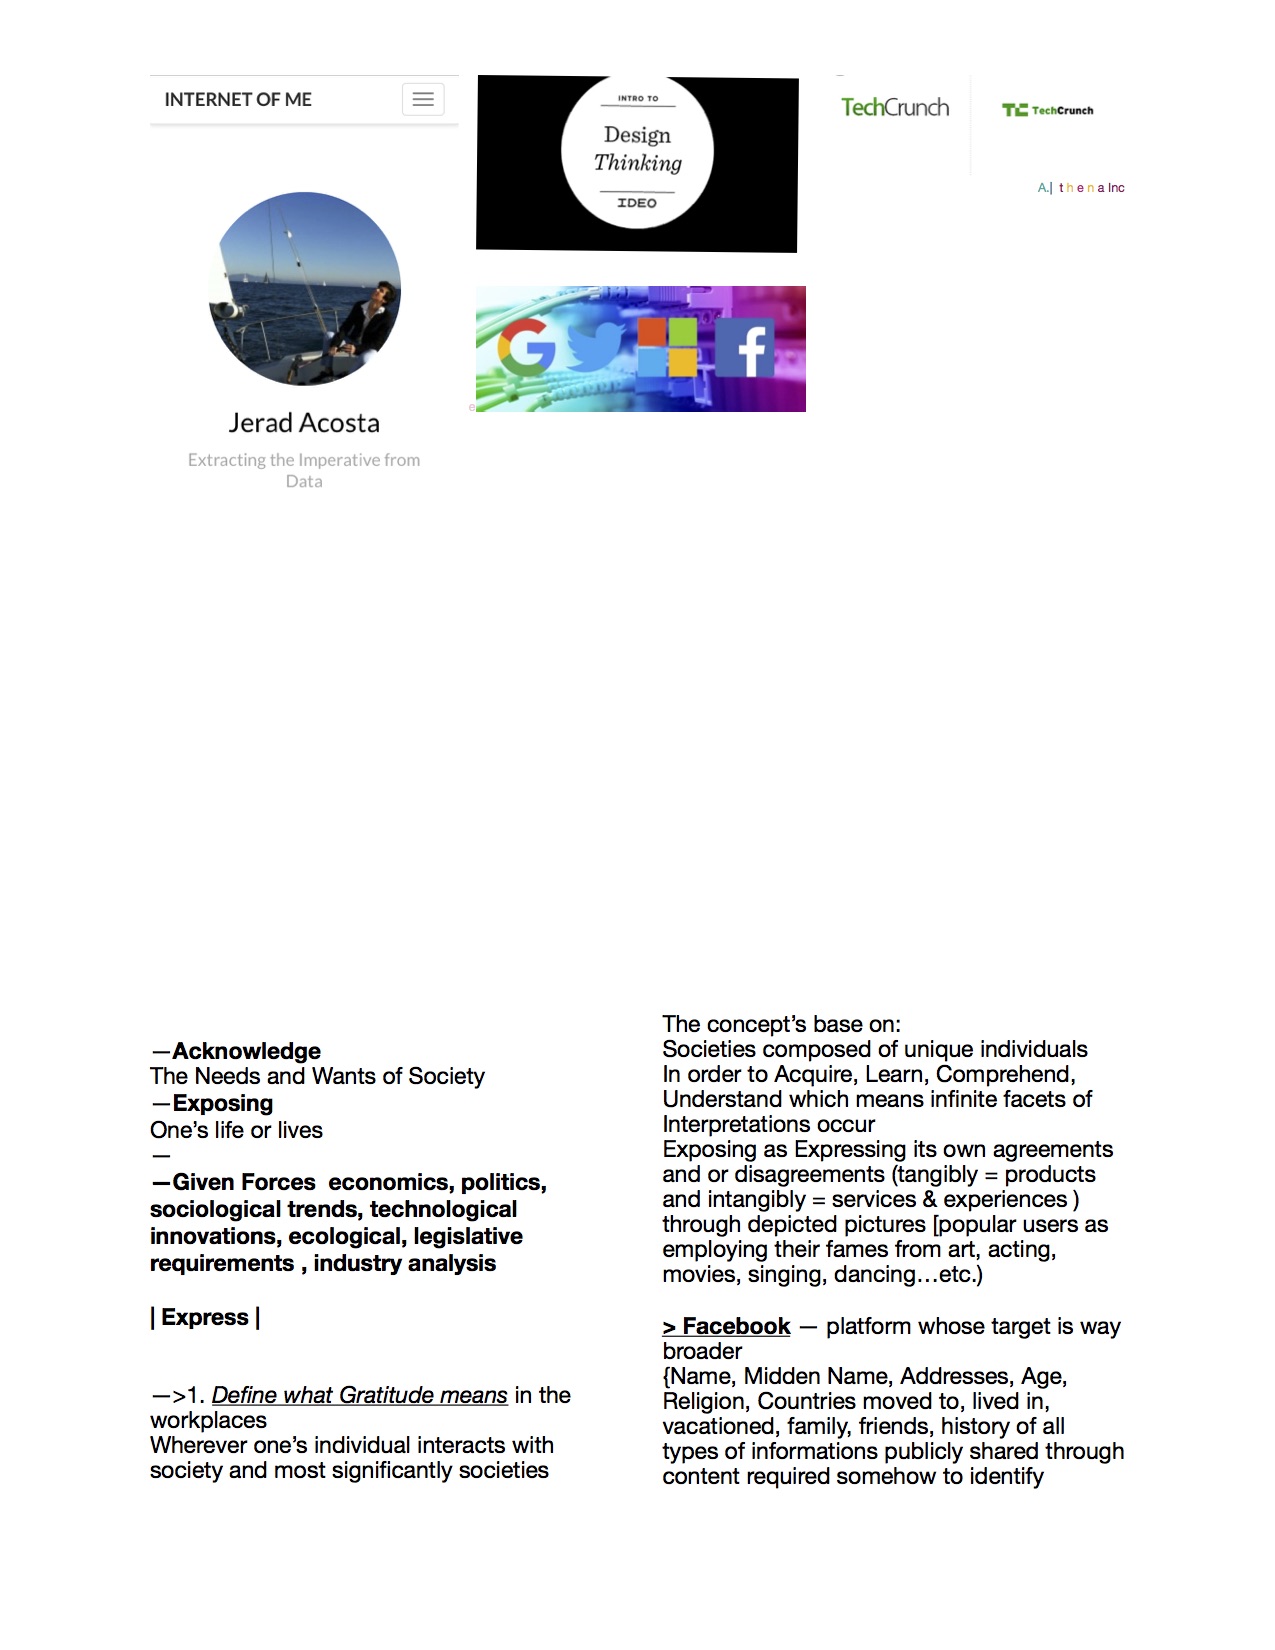 INTERNET OF ME
Jerad Acosta
Extracting the Imperative from
Data
INTRO TO
Design
Thinking
IDEO
e
TechCrunch
TechCrunch
A.| t h e n a Inc
—Acknowledge
The Needs and Wants of Society
—Exposing
One’s life or lives
—
—Given Forces  economics, politics,
sociological trends, technological
innovations, ecological, legislative
requirements , industry analysis
| Express |
—>1. Define what Gratitude means in the
workplaces
Wherever one’s individual interacts with
society and most significantly societies
The concept’s base on:
Societies composed of unique individuals
In order to Acquire, Learn, Comprehend,
Understand which means infinite facets of
Interpretations occur
Exposing as Expressing its own agreements
and or disagreements (tangibly = products
and intangibly = services & experiences )
through depicted pictures [popular users as
employing their fames from art, acting,
movies, singing, dancing…etc.)
> Facebook — platform whose target is way
broader
{Name, Midden Name, Addresses, Age,
Religion, Countries moved to, lived in,
vacationed, family, friends, history of all
types of informations publicly shared through
content required somehow to identify